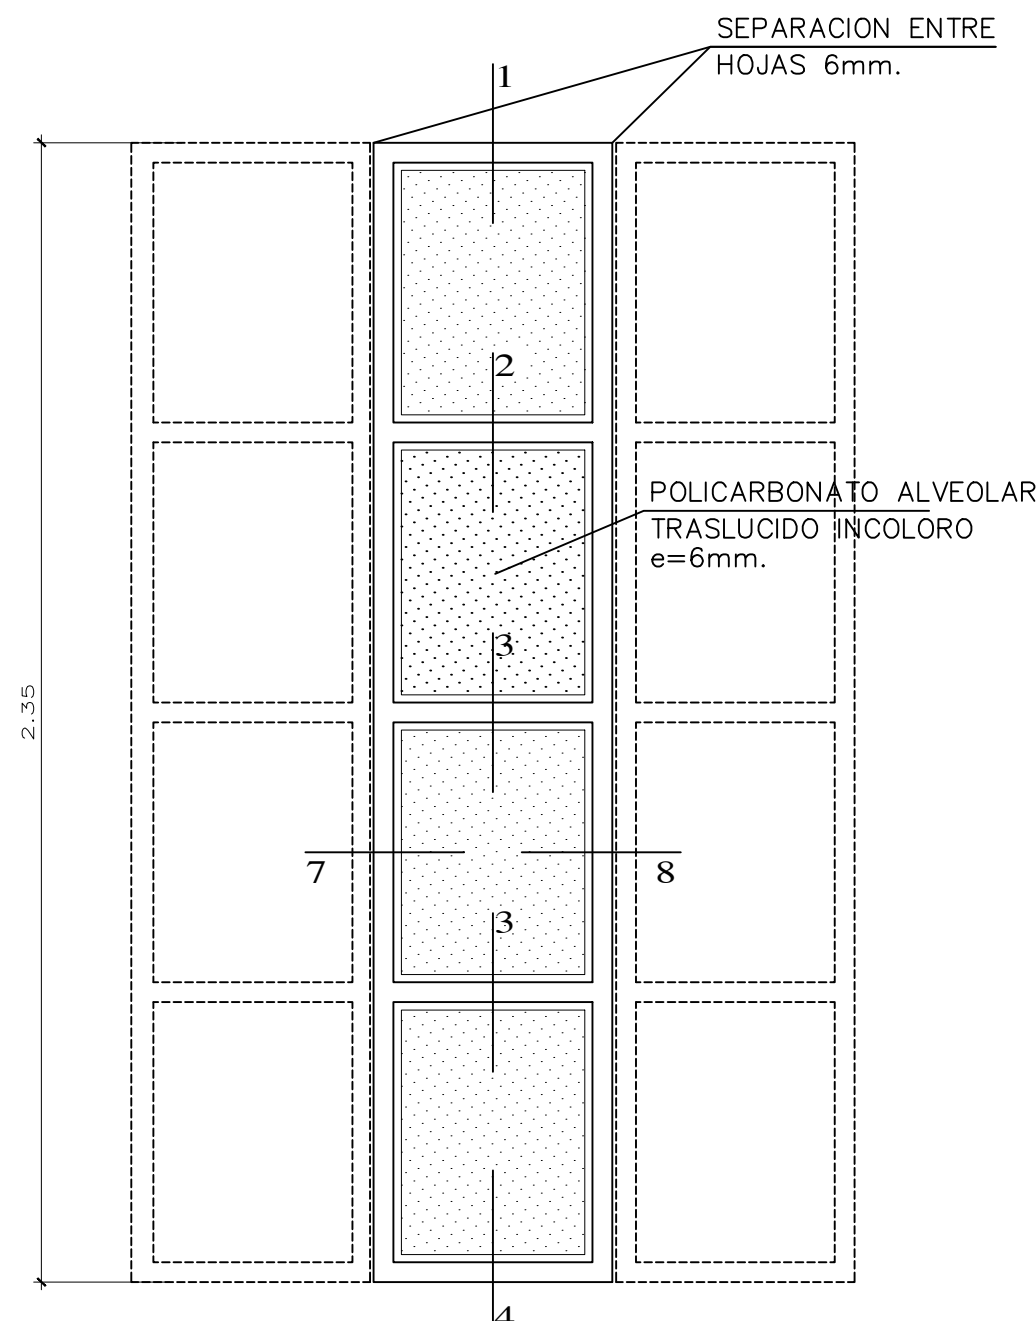 SEPARACION ENTRE
HOJAS 6mm.
1
2
POLICARBONATO ALVEOLAR
TRASLUCIDO INCOLORO
e=6mm.
3
2.35
7
8
3
4